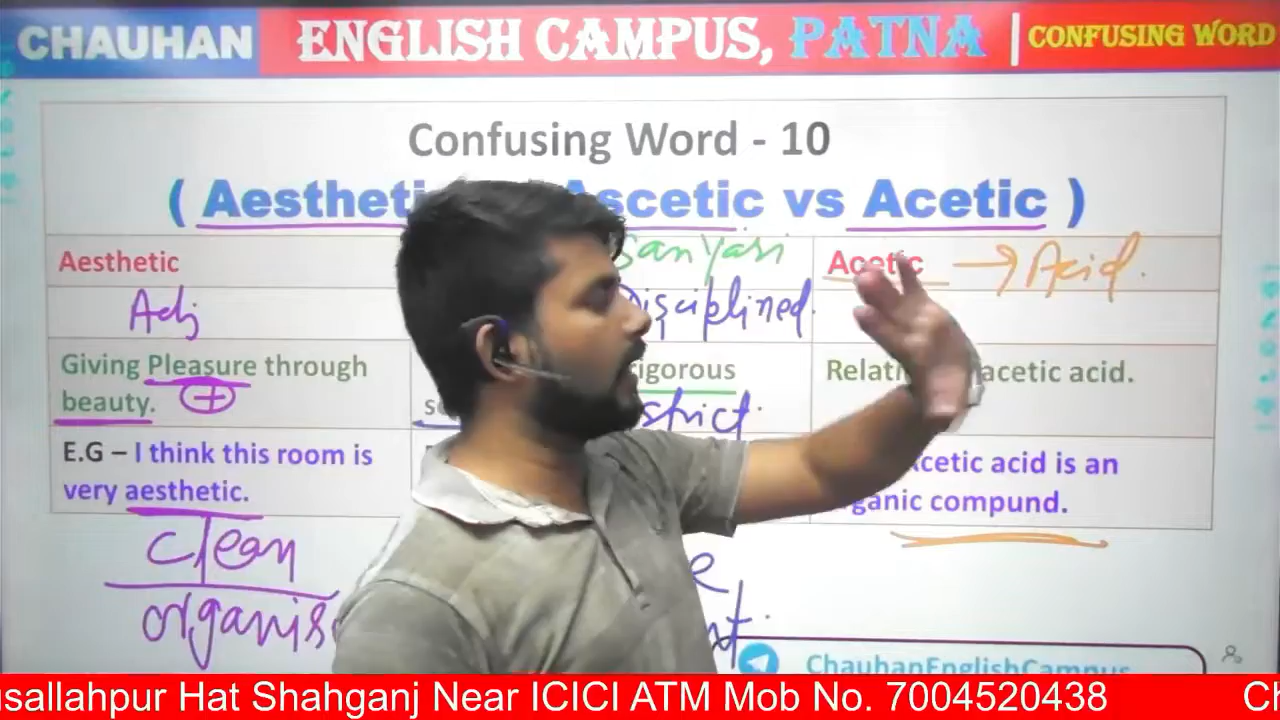 CHAUHAN ENGLISH CAMPUS, PATNA | CONFUSING WORD
Confusing Word - 10
( Aestheti scetic vs Acetic )
Aesthetic
Sanyasi
Acetic → Acid.
Adj
Disciplined.
Giving Pleasure through
beauty. +
igorous
strict.
Relati acetic acid.
E.G – I think this room is
very aesthetic.
cetic acid is an
ganic compund.
clean
organis
ChauhanEnglishCampus
usallahpur Hat Shahganj Near ICICI ATM Mob No. 7004520438 Ch